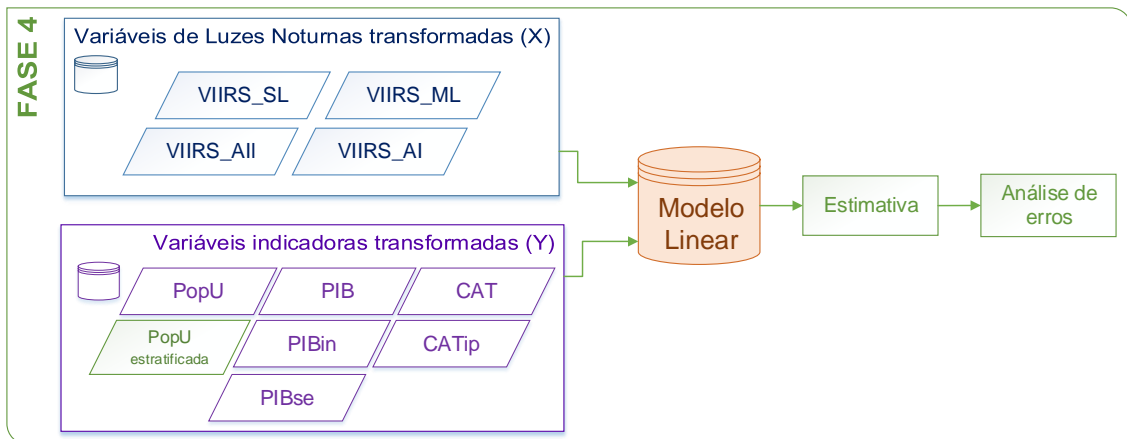 FASE 4
Variáveis de Luzes Noturnas transformadas (X)
VIIRS_SL
VIIRS_ML
VIIRS_AII
VIIRS_AI
Variáveis indicadoras transformadas (Y)
PopU
PIB
CAT
PopU
estratificada
PIBin
CATip
PIBse
Modelo
Linear
Estimativa
Análise de
erros